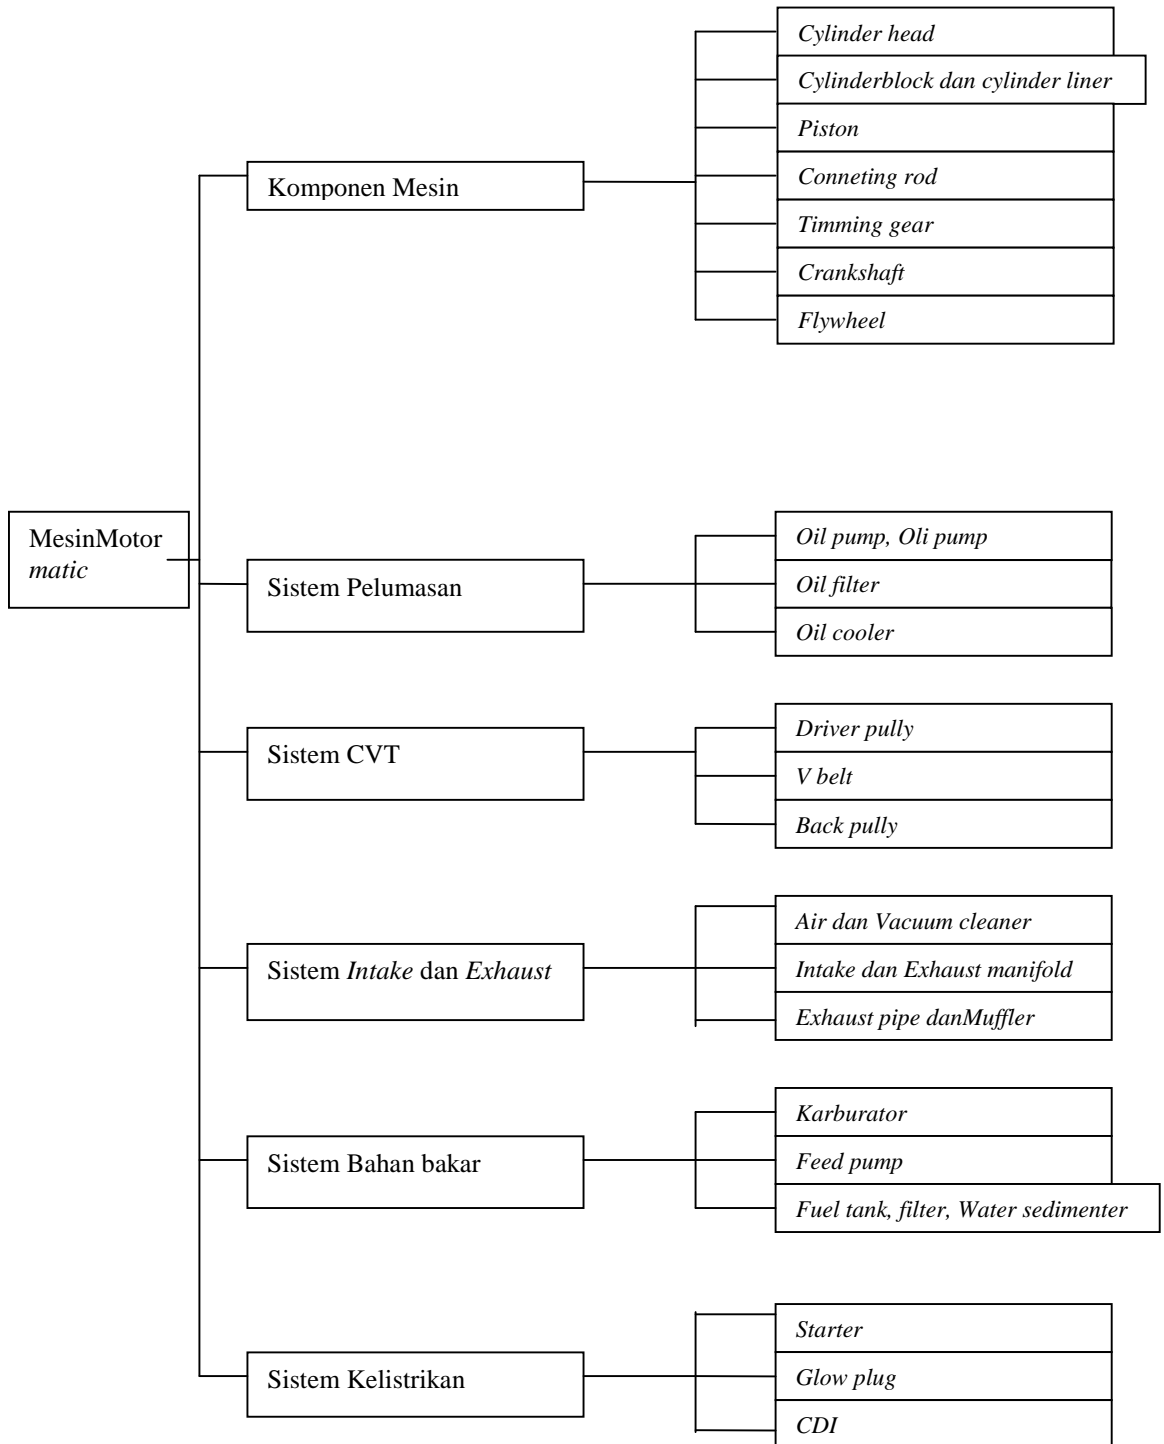 Cylinder head
Cylinderblock dan cylinder liner
Piston
Komponen Mesin
Conneting rod
Timming gear
Crankshaft
Flywheel
MesinMotor
matic
Oil pump, Oli pump
Sistem Pelumasan
Oil filter
Oil cooler
Driver pully
Sistem CVT
V belt
Back pully
Air dan Vacuum cleaner
Sistem Intake dan Exhaust
Intake dan Exhaust manifold
Exhaust pipe danMuffler
Karburator
Sistem Bahan bakar
Feed pump
Fuel tank, filter, Water sedimenter
Starter
Sistem Kelistrikan
Glow plug
CDI